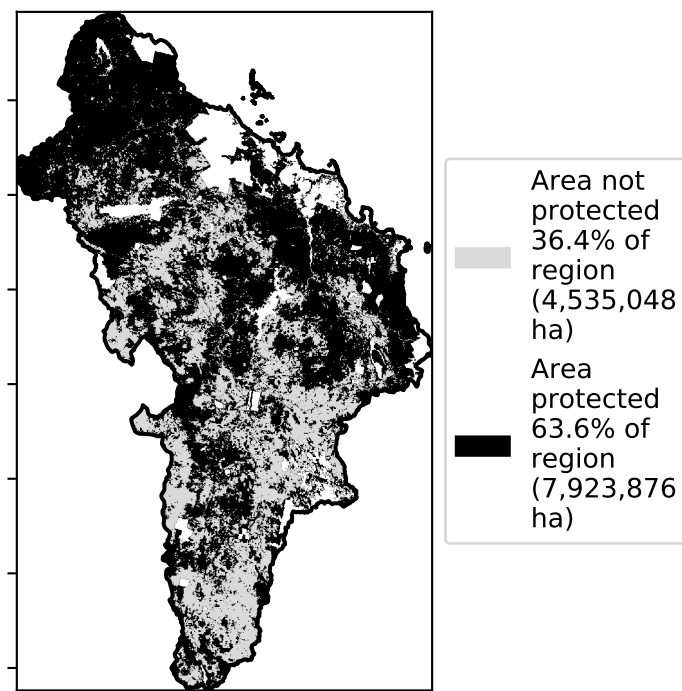 Area not
protected
36.4% of
region
(4,535,048
ha)
Area
protected
63.6% of
region
(7,923,876
ha)